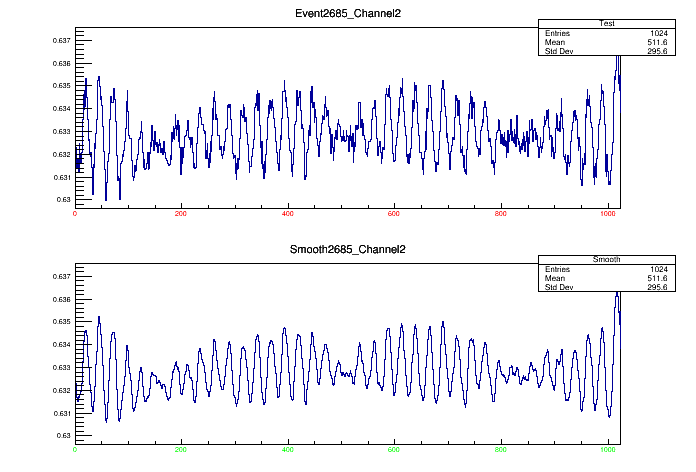 Event2685_Channel2
Test
Entries 1024
Mean 511.6
Std Dev 295.6
0.637
0.636
0.635
0.634
0.633
0.632
0.631
0.63
0 200 400 600 800 1000
Smooth2685_Channel2
Smooth
Entries 1024
Mean 511.6
Std Dev 295.6
0.637
0.636
0.635
0.634
0.633
0.632
0.631
0.63
0 200 400 600 800 1000